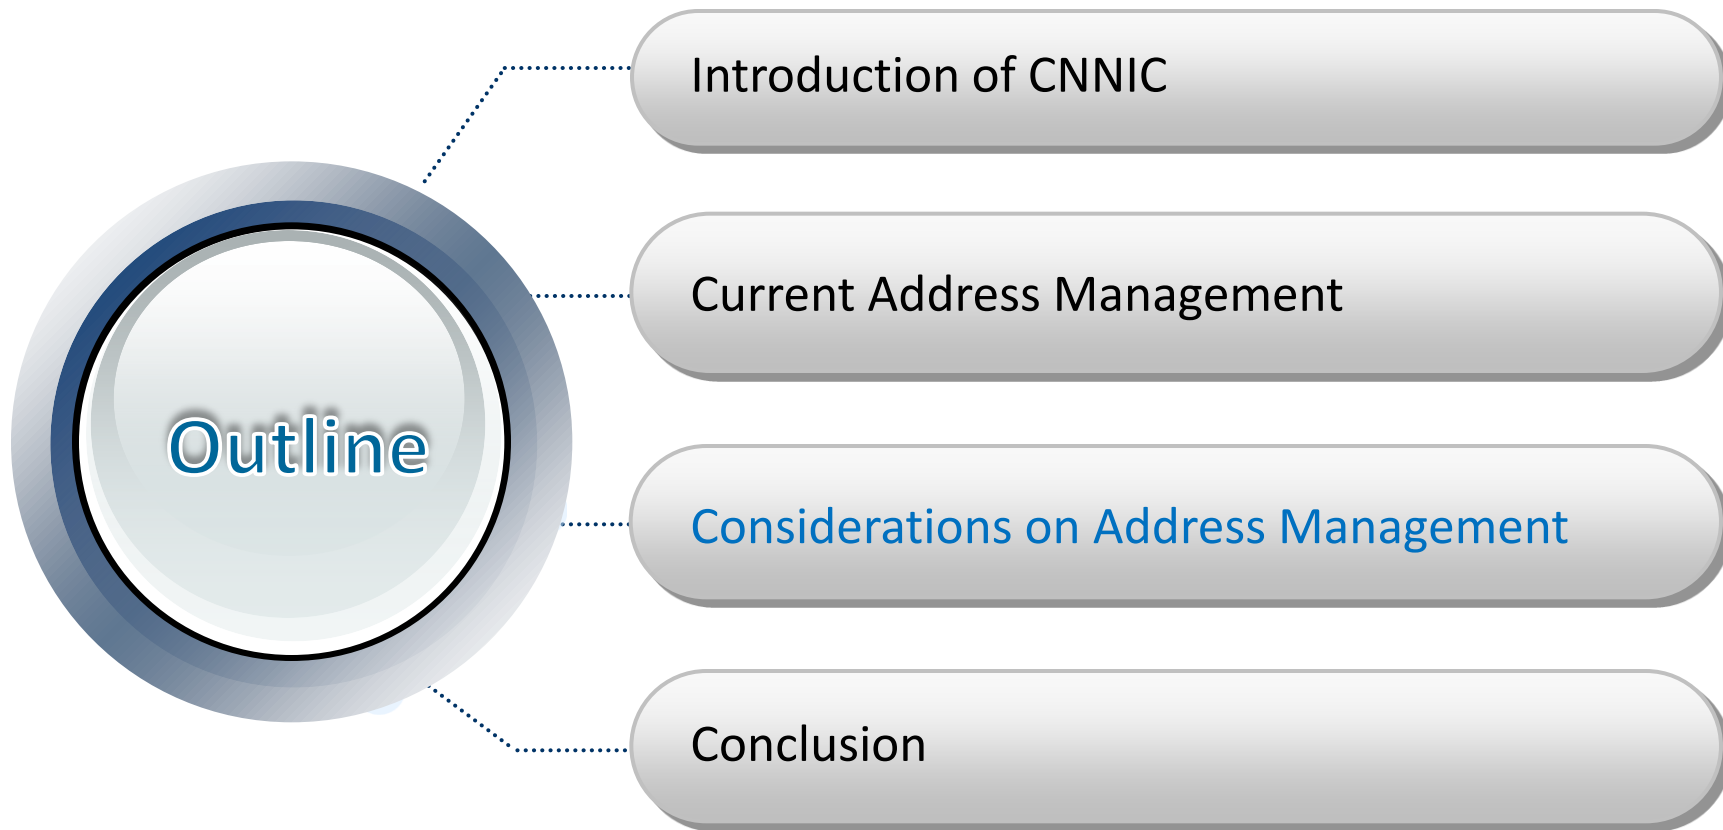 Introduction of CNNIC
Current Address Management
Outline
Considerations on Address Management
Conclusion